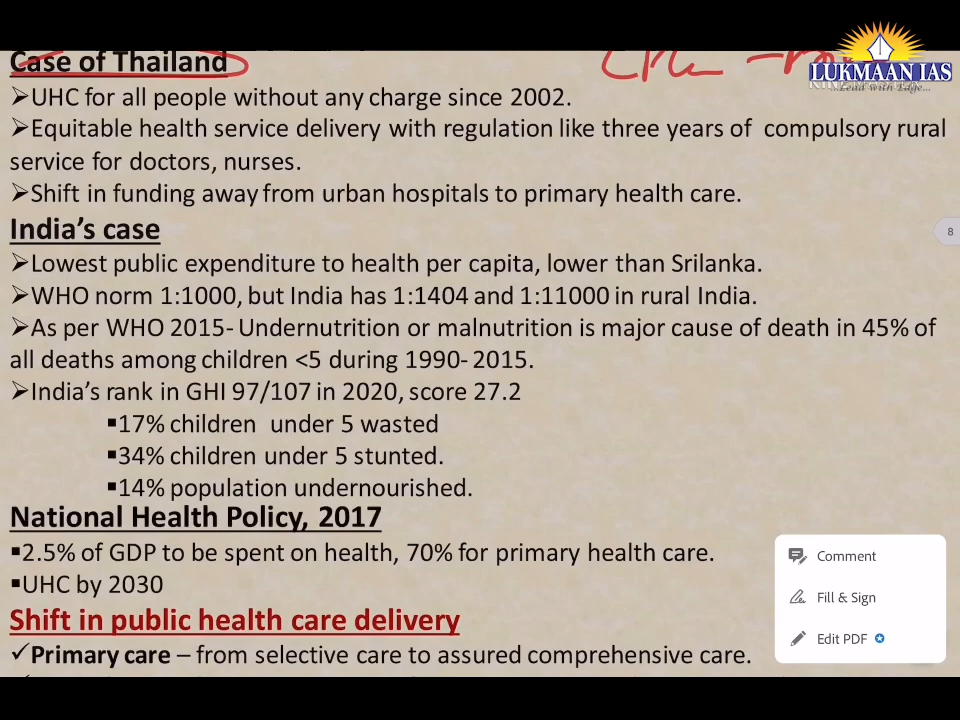 Case of Thailand
LUKMAAN IAS
...Lead with Edge...
➢UHC for all people without any charge since 2002.
➢Equitable health service delivery with regulation like three years of compulsory rural
service for doctors, nurses.
➢Shift in funding away from urban hospitals to primary health care.
India's case
8
➢Lowest public expenditure to health per capita, lower than Srilanka.
➢WHO norm 1:1000, but India has 1:1404 and 1:11000 in rural India.
➢As per WHO 2015- Undernutrition or malnutrition is major cause of death in 45% of
all deaths among children <5 during 1990- 2015.
➢India's rank in GHI 97/107 in 2020, score 27.2
▪17% children under 5 wasted
▪34% children under 5 stunted.
▪14% population undernourished.
National Health Policy, 2017
▪2.5% of GDP to be spent on health, 70% for primary health care.
▪UHC by 2030
Shift in public health care delivery
✓Primary care – from selective care to assured comprehensive care.
Comment
Fill & Sign
Edit PDF